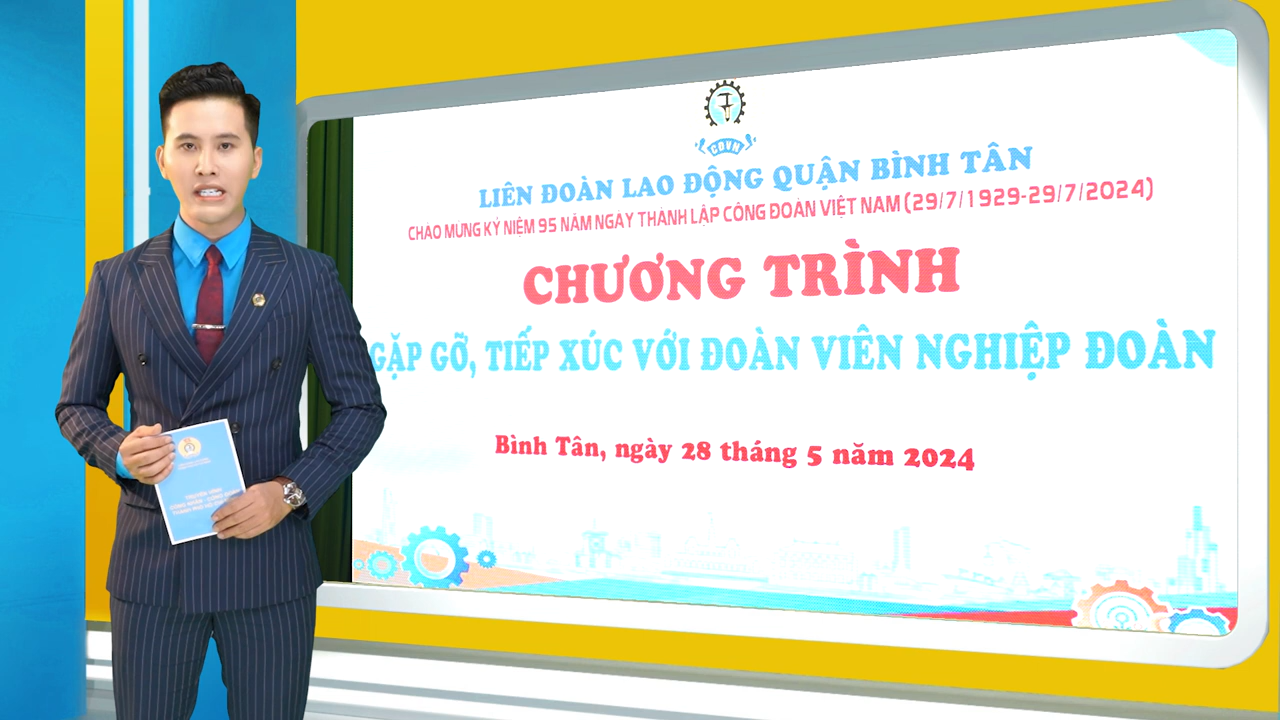 CĐVN
LIÊN ĐOÀN LAO ĐỘNG QUẬN BÌNH TÂN
CHÀO MỪNG KỶ NIỆM 95 NĂM NGÀY THÀNH LẬP CÔNG ĐOÀN VIỆT NAM (29/7/1929-29/7/2024)
CHƯƠNG TRÌNH
GẶP GỠ, TIẾP XÚC VỚI ĐOÀN VIÊN NGHIỆP ĐOÀN
Bình Tân, ngày 28 tháng 5 năm 2024
TRUYỀN HÌNH